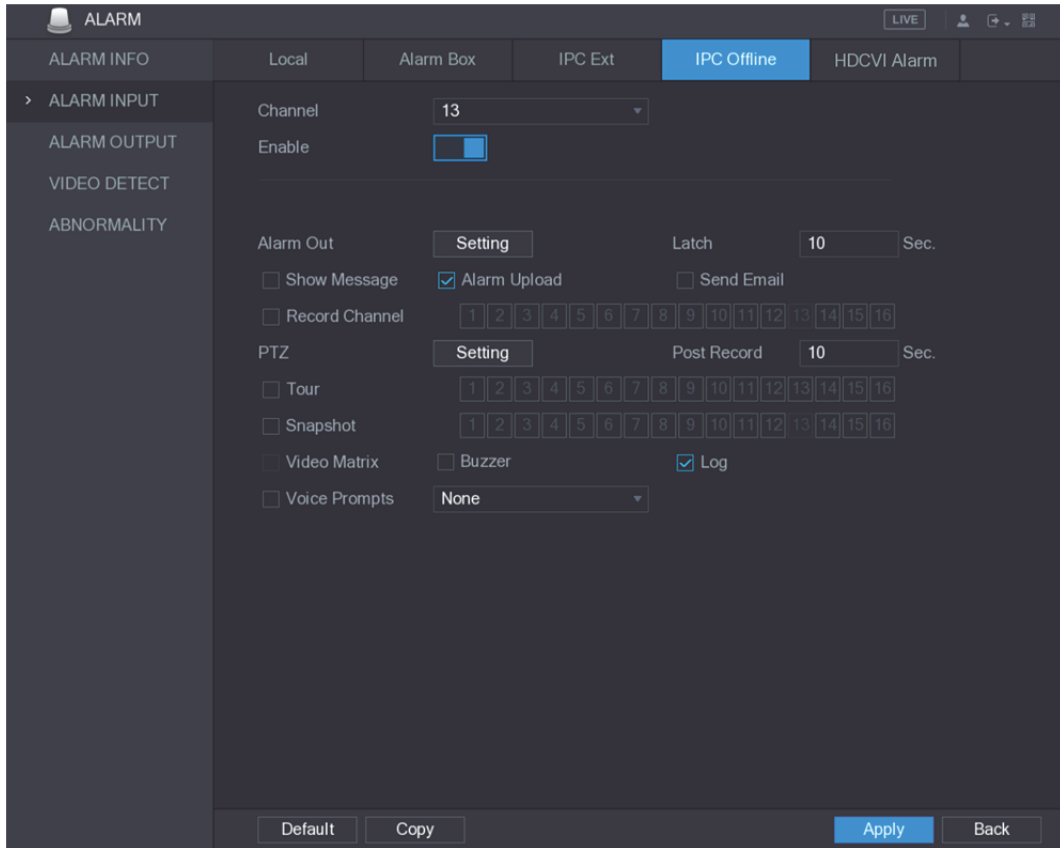 ALARM LIVE
ALARM INFO Local Alarm Box IPC Ext IPC Offline HDCVI Alarm
> ALARM INPUT Channel 13
ALARM OUTPUT Enable
VIDEO DETECT
ABNORMALITY
Alarm Out Setting Latch 10 Sec.
Show Message Alarm Upload Send Email
Record Channel 1 2 3 4 5 6 7 8 9 10 11 12 13 14 15 16
PTZ Setting Post Record 10 Sec.
Tour 1 2 3 4 5 6 7 8 9 10 11 12 13 14 15 16
Snapshot 1 2 3 4 5 6 7 8 9 10 11 12 13 14 15 16
Video Matrix Buzzer Log
Voice Prompts None
Default Copy Apply Back